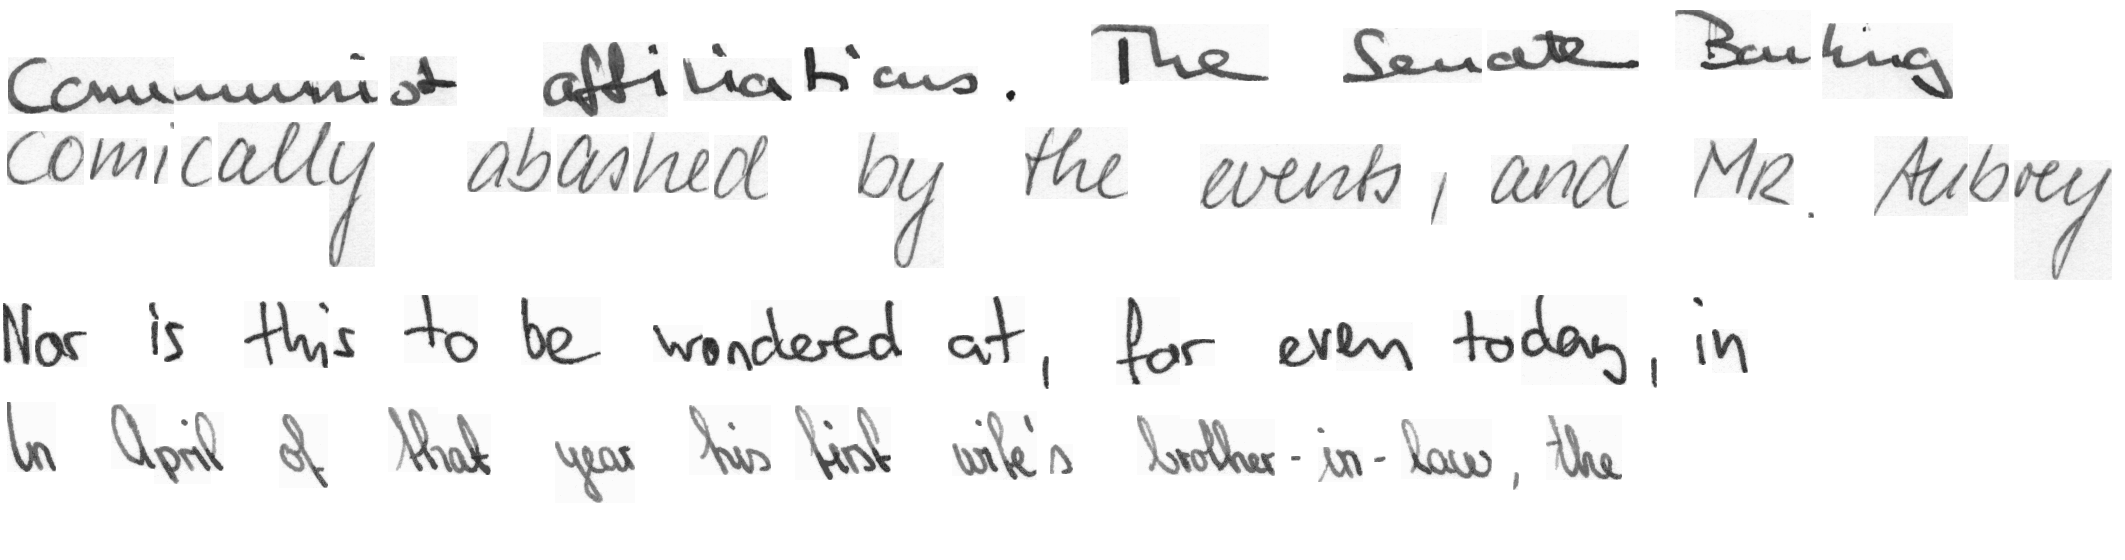 Communist affiliations. The Senate Banking
comically abashed by the events, and Mr. Aubrey
Nor is this to be wondered at, for even today, in
In April of that year his first wife's brother-in-law, the